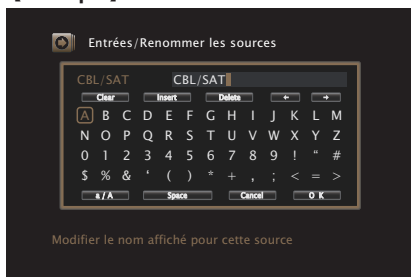 Entrées/Renommer les sources
CBL/SAT CBL/SAT
Clear Insert Delete ← →
A B C D E F G H I J K L M
N O P Q R S T U V W X Y Z
0 1 2 3 4 5 6 7 8 9 ! “ #
$ % & ‘ ( ) * + , ; < = >
a / A Space Cancel O K
Modifier le nom affiché pour cette source